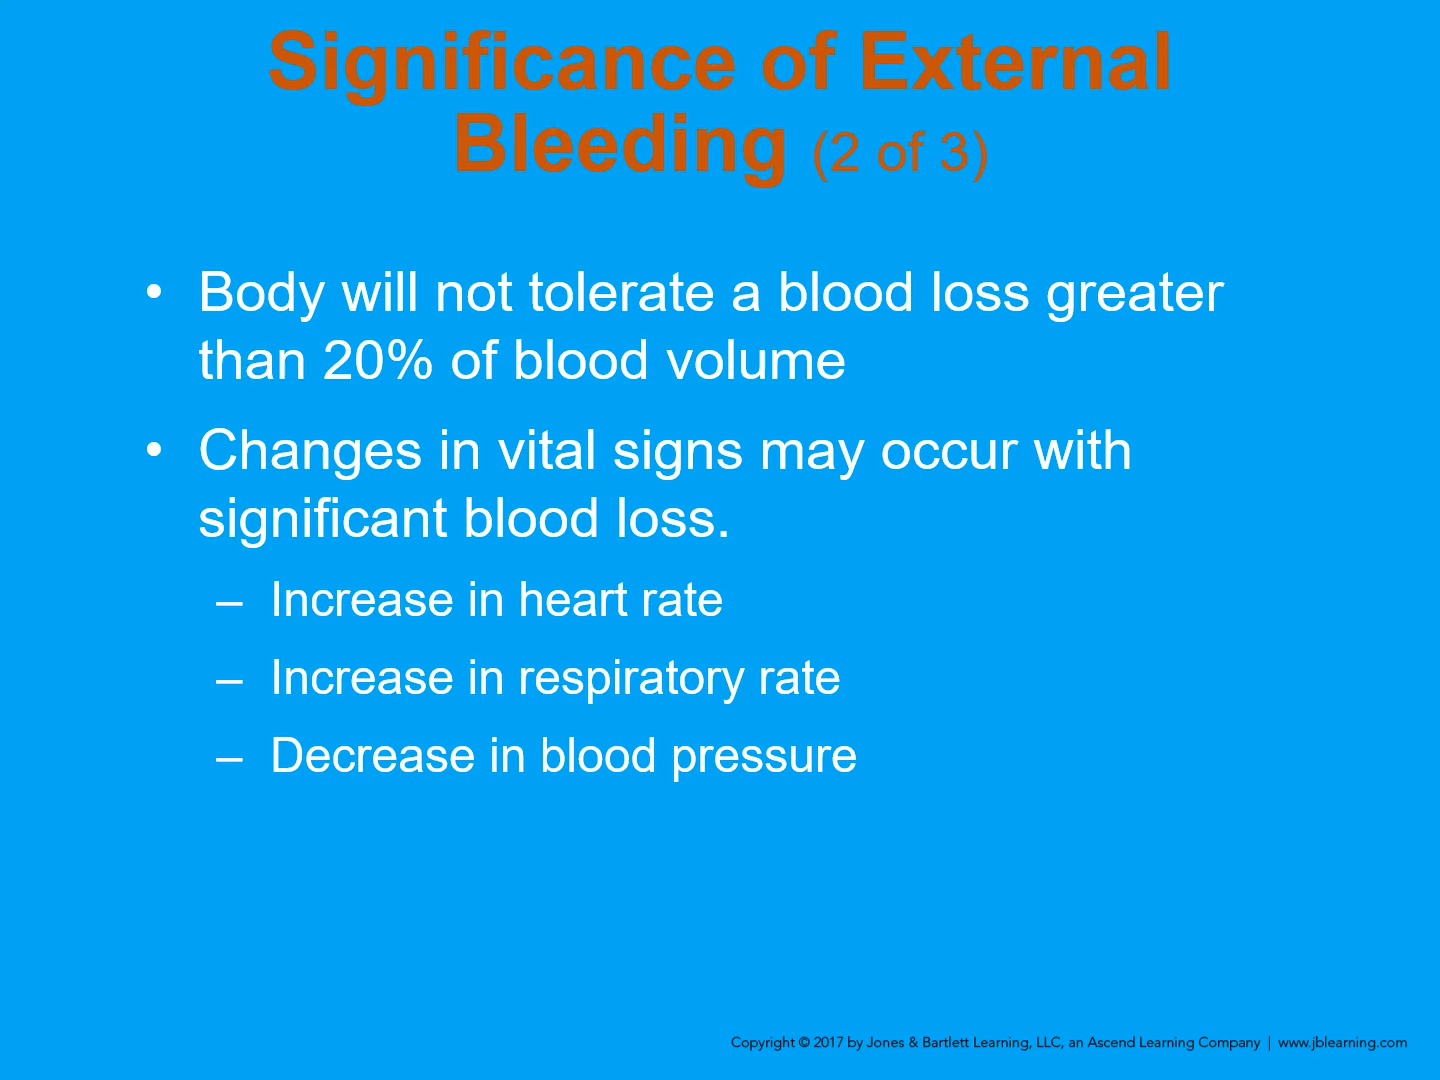 Significance of External
Bleeding (2 of 3)
• Body will not tolerate a blood loss greater
than 20% of blood volume
• Changes in vital signs may occur with
significant blood loss.
– Increase in heart rate
– Increase in respiratory rate
– Decrease in blood pressure
Copyright © 2017 by Jones & Bartlett Learning, LLC, an Ascend Learning Company | www.jblearning.com